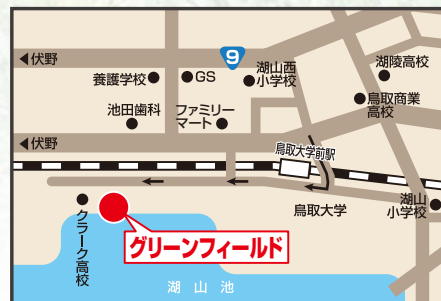 伏野
9
養護学校
GS
湖山西
小学校
湖陵高校
池田歯科
ファミリー
マート
鳥取商業
高校
伏野
鳥取大学前駅
クラーク高校
鳥取大学
湖山
小学校
グリーンフィールド
湖山池